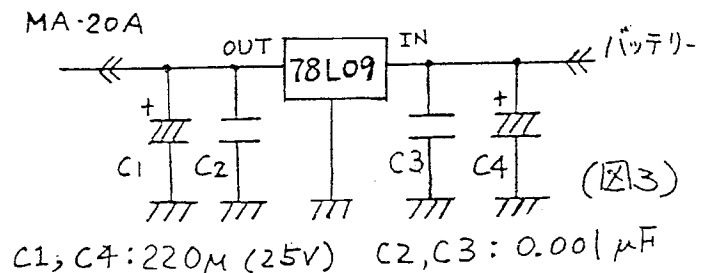 MA-20A
OUT 78L09 IN バッテリー
+ +
C1 C2 C3 C4 (図3)
C1, C4 : 220μ (25V) C2, C3 : 0.001μF